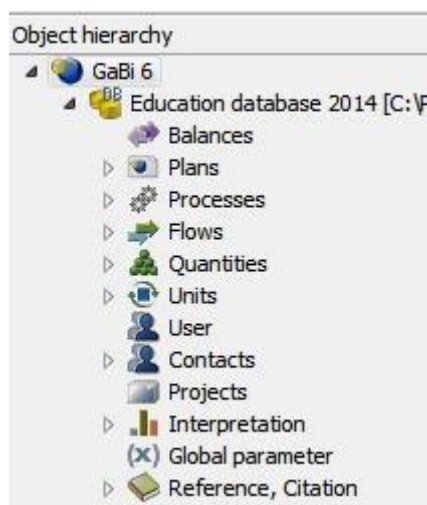 Object hierarchy
GaBi 6
DB Education database 2014 [C:\P
Balances
Plans
Processes
Flows
Quantities
Units
User
Contacts
Projects
Interpretation
(x) Global parameter
Reference, Citation